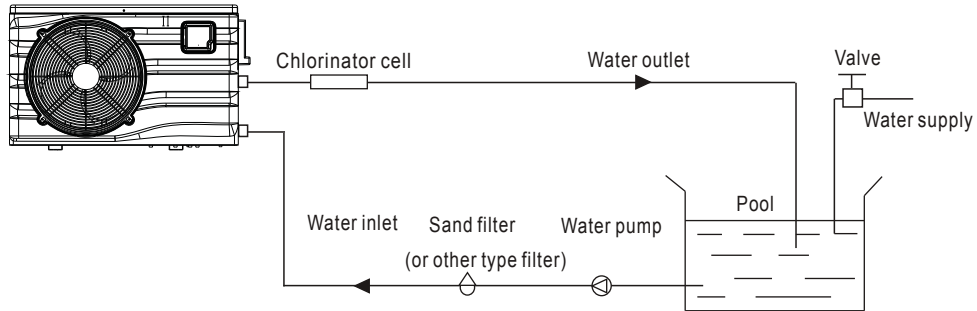 Chlorinator cell
Water outlet
Valve
Water supply
Pool
Water inlet
Sand filter
(or other type filter)
Water pump